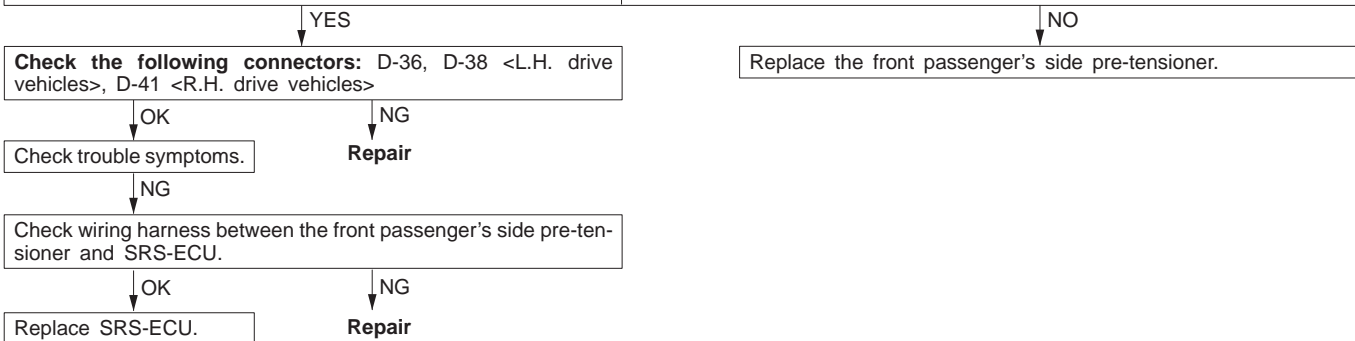 YES
NO
Check the following connectors: D-36, D-38 <L.H. drive
vehicles>, D-41 <R.H. drive vehicles>
Replace the front passenger's side pre-tensioner.
OK
NG
Check trouble symptoms.
Repair
NG
Check wiring harness between the front passenger's side pre-ten-
sioner and SRS-ECU.
OK
NG
Replace SRS-ECU.
Repair